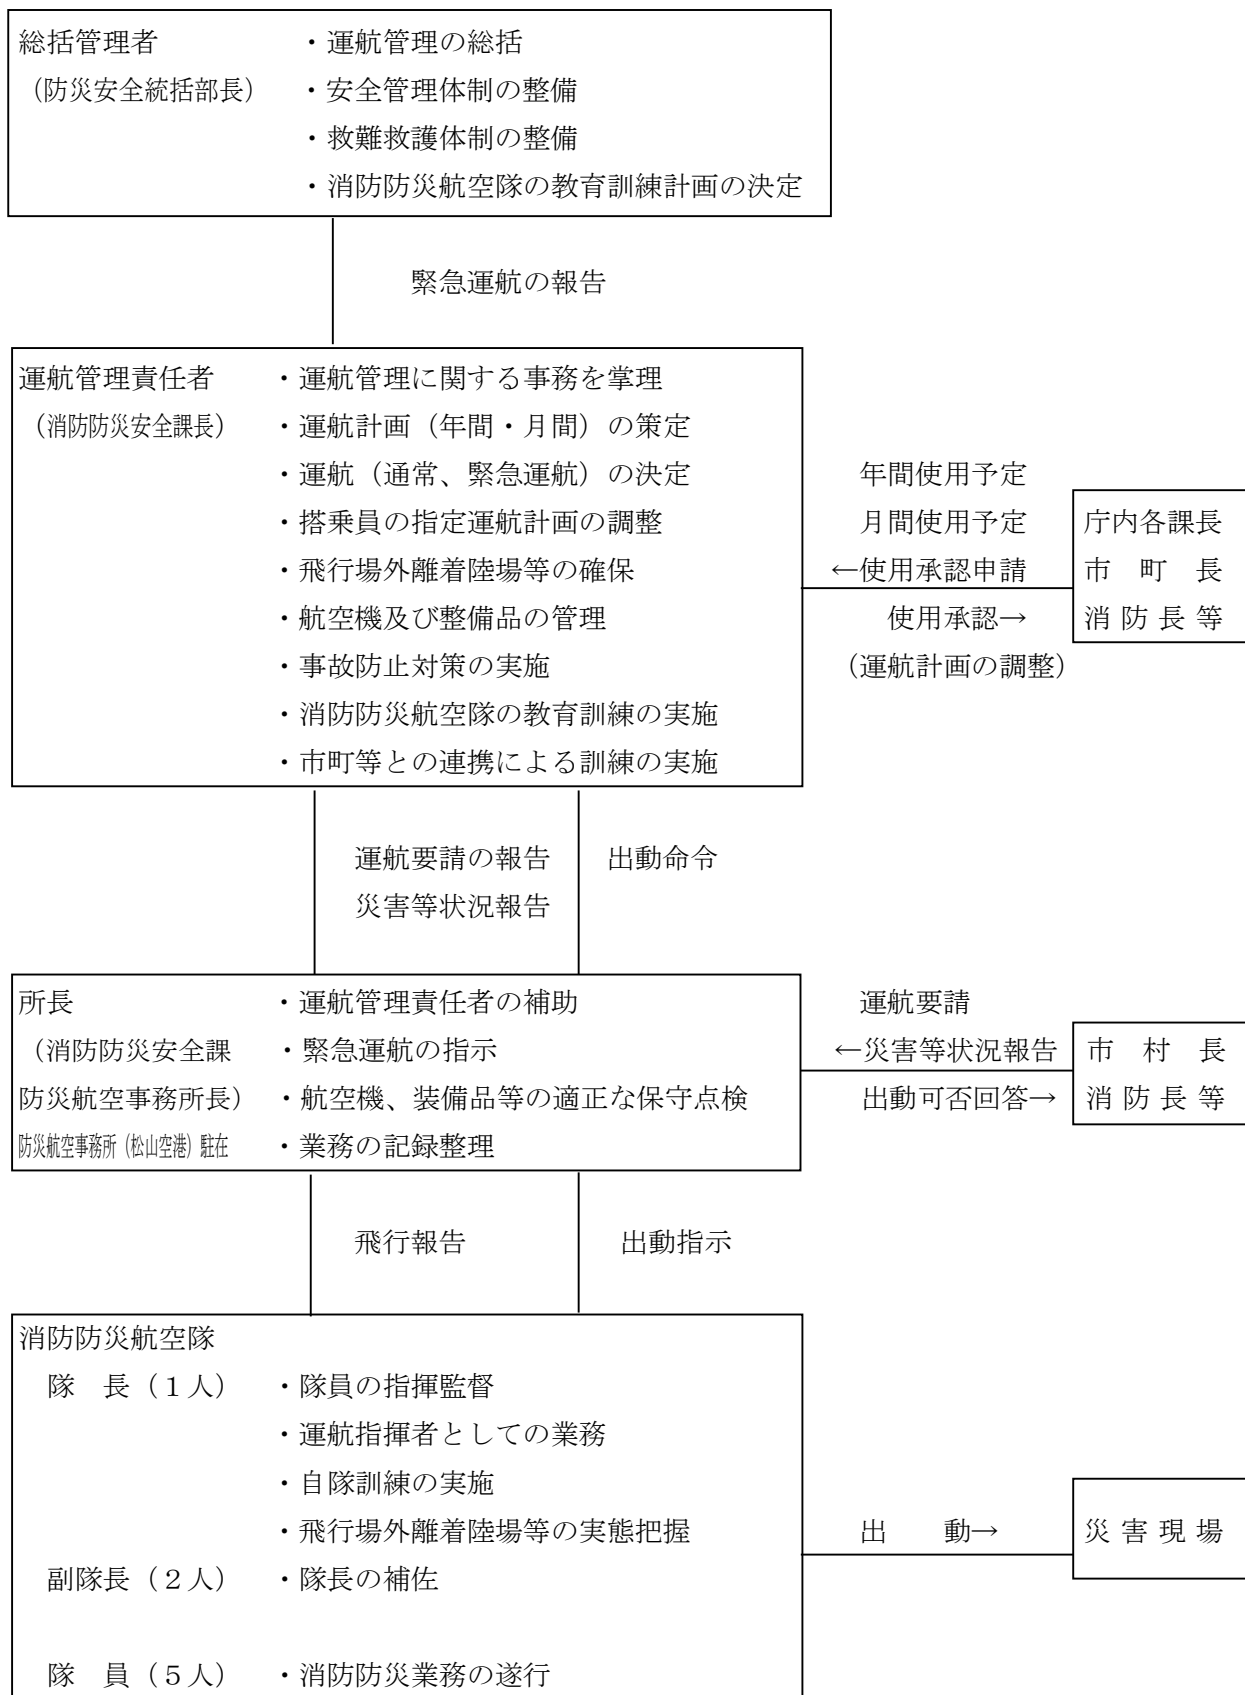 総括管理者 ・運航管理の総括
（防災安全統括部長） ・安全管理体制の整備
・救難救護体制の整備
・消防防災航空隊の教育訓練計画の決定
緊急運航の報告
運航管理責任者 ・運航管理に関する事務を掌理
（消防防災安全課長） ・運航計画（年間・月間）の策定
・運航（通常、緊急運航）の決定
・搭乗員の指定運航計画の調整
・飛行場外離着陸場等の確保
・航空機及び整備品の管理
・事故防止対策の実施
・消防防災航空隊の教育訓練の実施
・市町等との連携による訓練の実施
年間使用予定
月間使用予定
←使用承認申請
使用承認→
（運航計画の調整）
庁内各課長
市　町　長
消 防 長 等
運航要請の報告 出動命令
災害等状況報告
所長 ・運航管理責任者の補助
（消防防災安全課 ・緊急運航の指示
防災航空事務所長） ・航空機、装備品等の適正な保守点検
防災航空事務所（松山空港）駐在 ・業務の記録整理
運航要請
←災害等状況報告
出動可否回答→
市　村　長
消 防 長 等
飛行報告 出動指示
消防防災航空隊
隊　長（１人） ・隊員の指揮監督
・運航指揮者としての業務
・自隊訓練の実施
・飛行場外離着陸場等の実態把握
副隊長（２人） ・隊長の補佐
隊　員（５人） ・消防防災業務の遂行
出　　動→
災 害 現 場